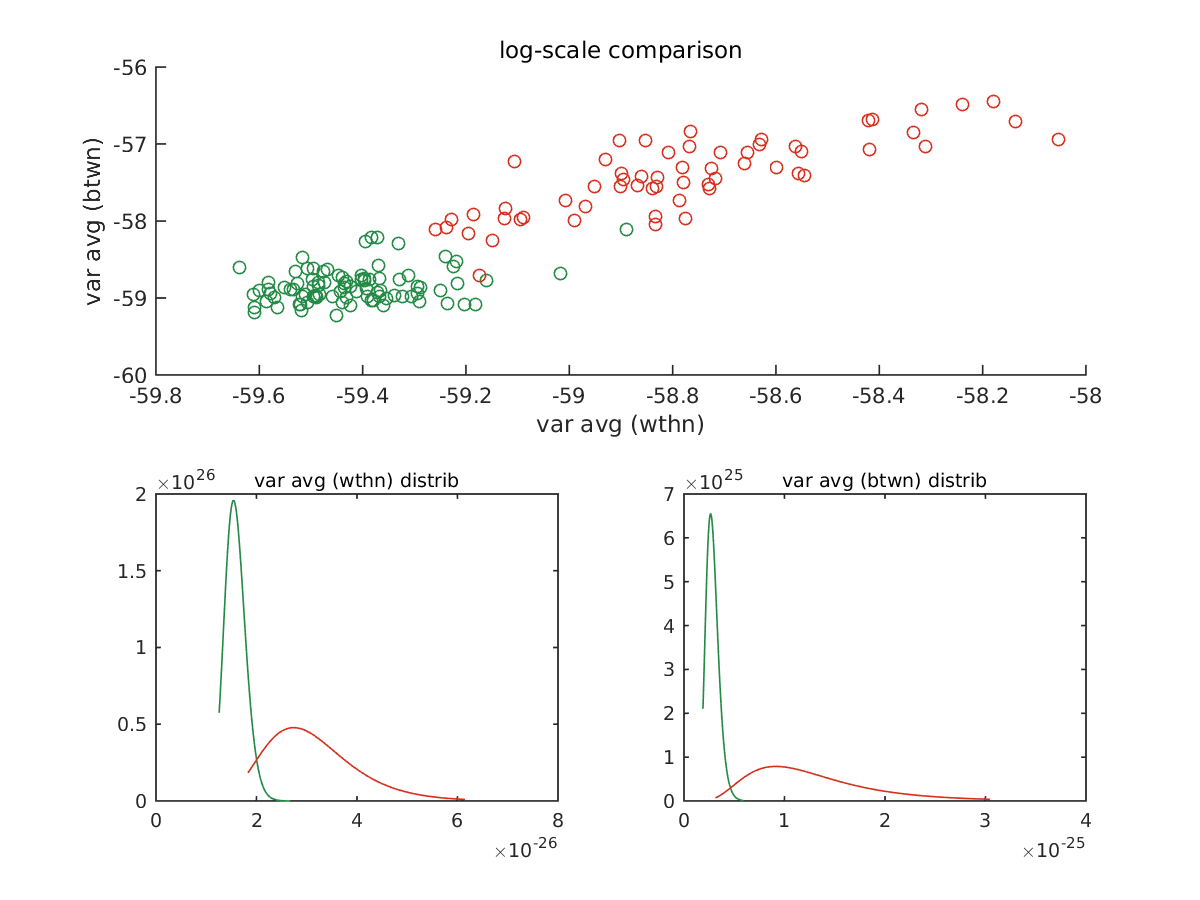 log-scale comparison
-56
-57
-58
-59
-60
var avg (btwn)
-59.8 -59.6 -59.4 -59.2 -59 -58.8 -58.6 -58.4 -58.2 -58
var avg (wthn)
×10^26 var avg (wthn) distrib
2
1.5
1
0.5
0
0 2 4 6 8
×10^-26
×10^25 var avg (btwn) distrib
7
6
5
4
3
2
1
0
0 1 2 3 4
×10^-25